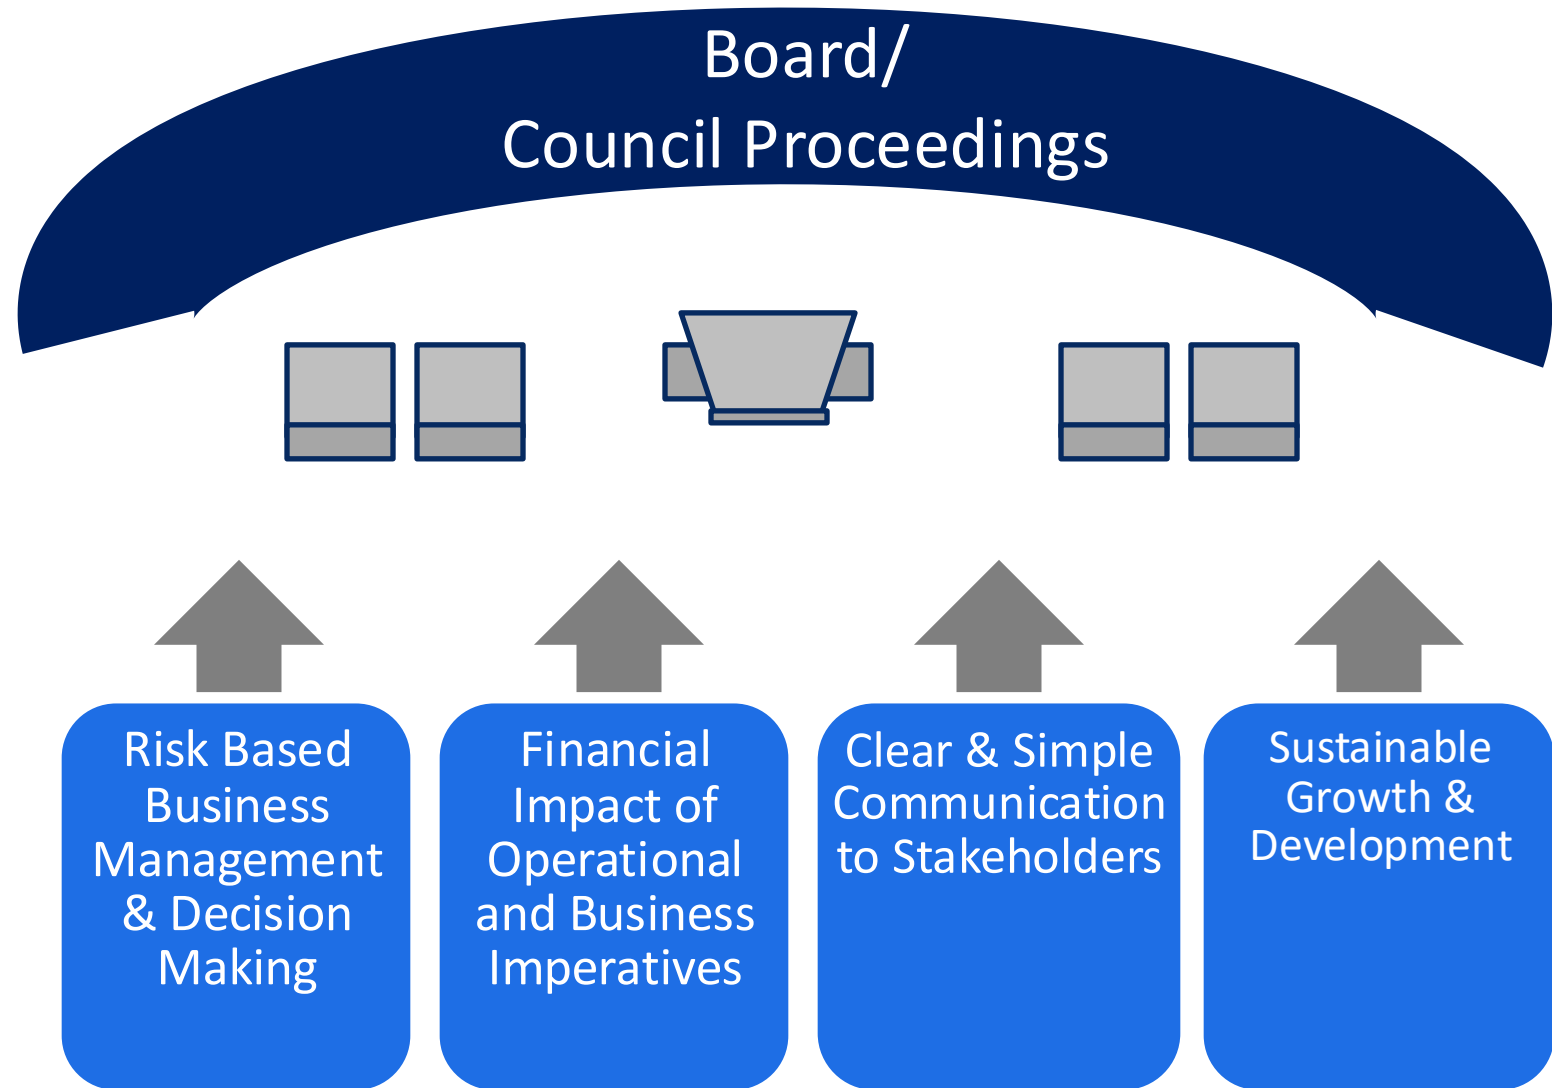 Board/
Council Proceedings
Risk Based
Business
Management
& Decision
Making
Financial
Impact of
Operational
and Business
Imperatives
Clear & Simple
Communication
to Stakeholders
Sustainable
Growth &
Development